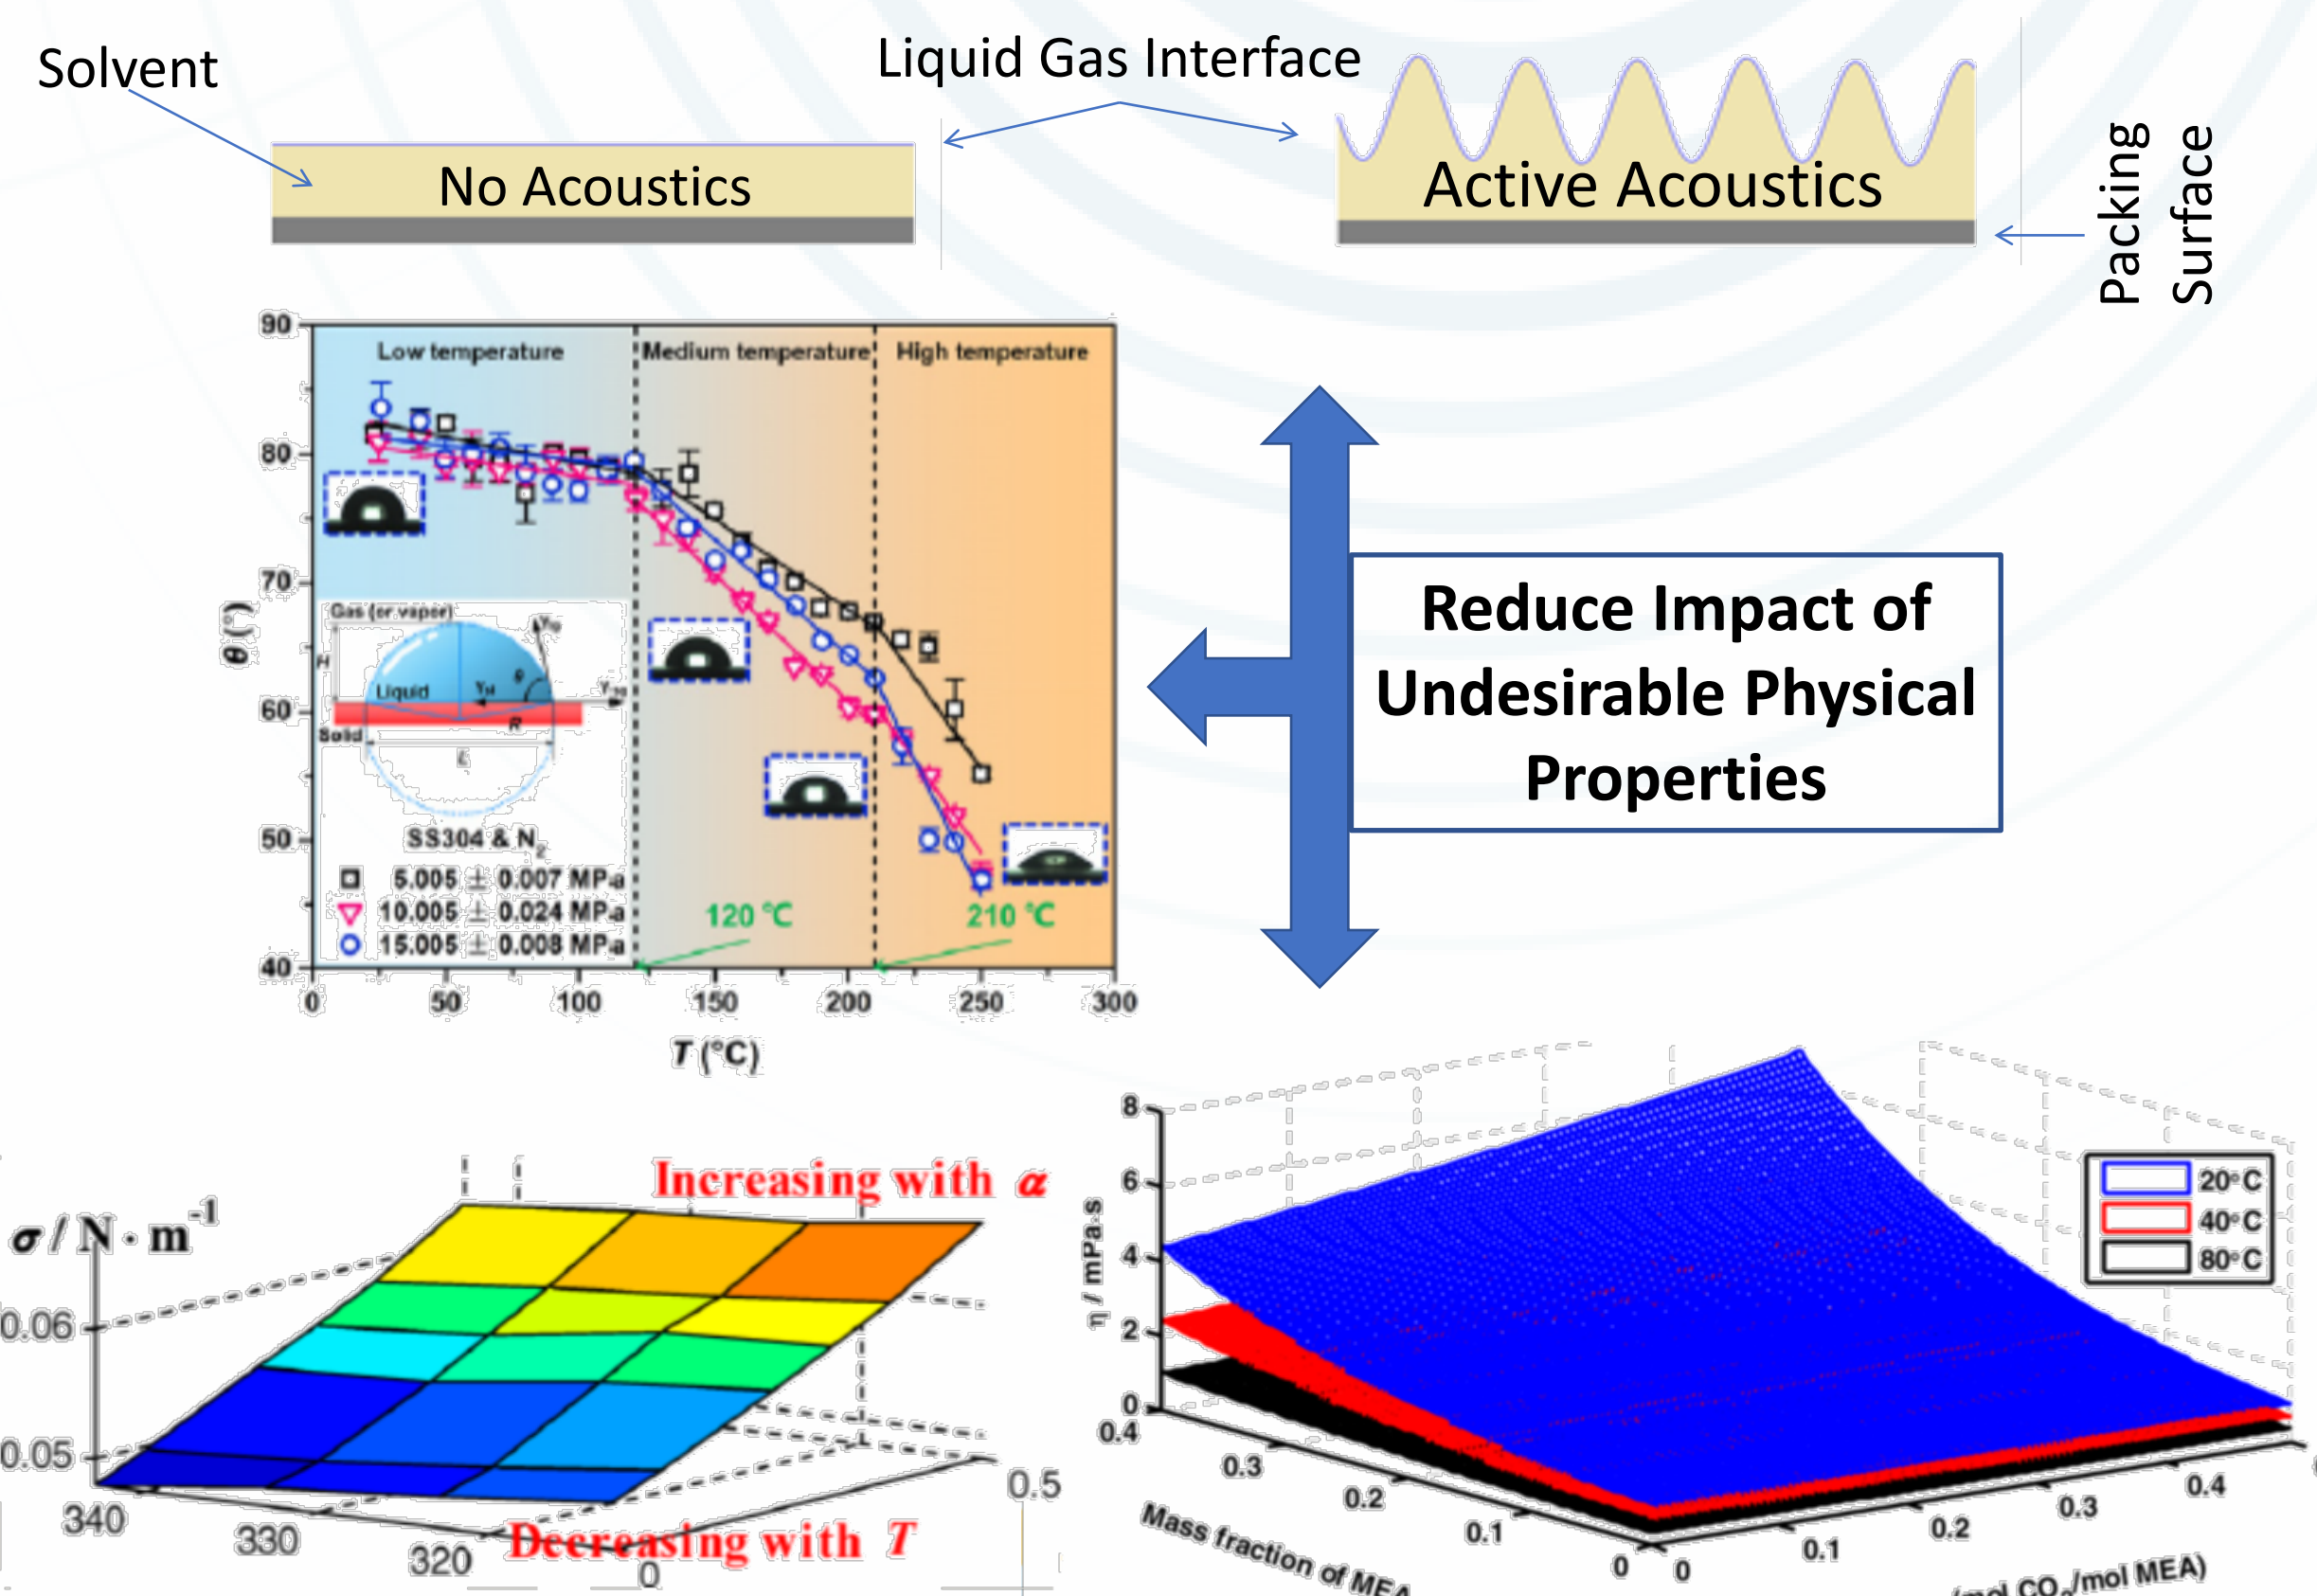 Solvent
Liquid Gas Interface
No Acoustics
Active Acoustics
Packing
Surface
90
80
70
60
50
40
θ (°)
Low temperature
Medium temperature
High temperature
Gas (or vapor)
H
Liquid
θ
R
Solid
L
SS304 & N2
5.005 ± 0.007 MPa
10.005 ± 0.024 MPa
15.005 ± 0.008 MPa
120 °C
210 °C
0 50 100 150 200 250 300
T (°C)
Reduce Impact of
Undesirable Physical
Properties
Increasing with α
σ / N · m-1
0.06
0.05
340
330
320
0
0.5
Decreasing with T
8
6
4
2
0
η / mPa·s
20°C
40°C
80°C
0.4
0.3
0.2
0.1
0
0
0.1
0.2
0.3
0.4
Mass fraction of MEA
/mol MEA)